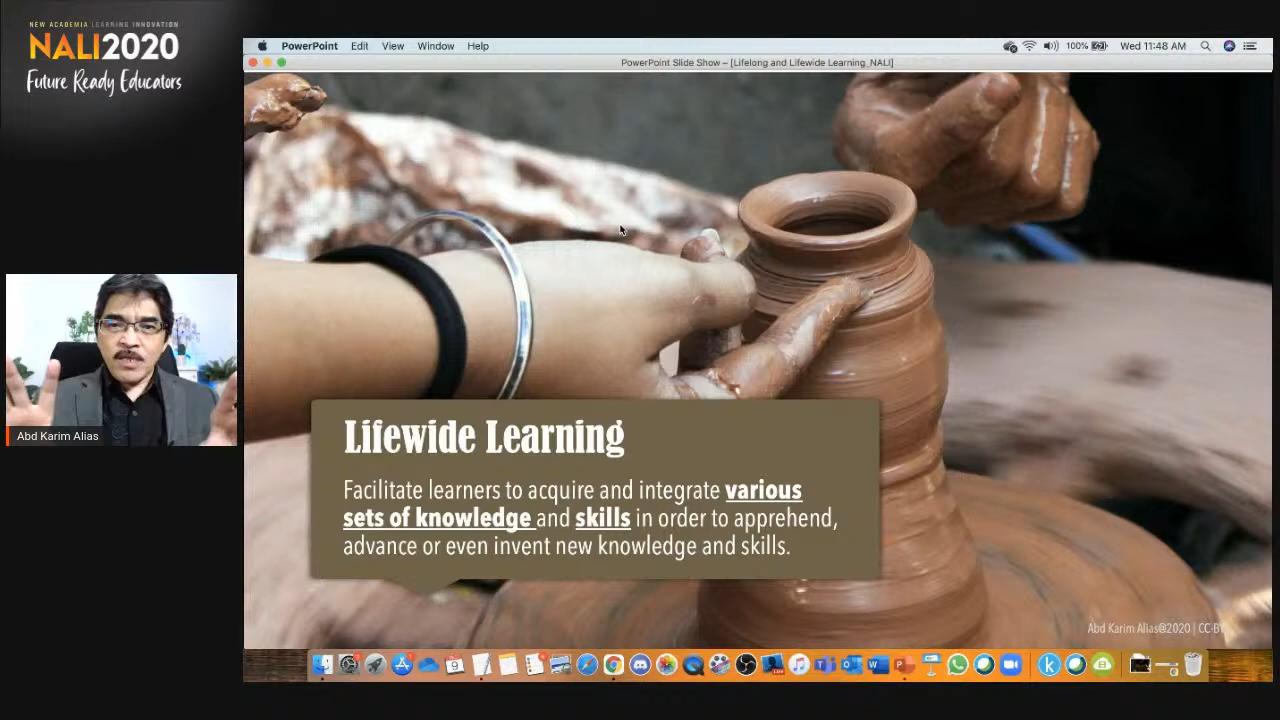 NEW ACADEMIA LEARNING INNOVATION
NALI2020
Future Ready Educators
PowerPoint Edit View Window Help
100% Wed 11:48 AM
PowerPoint Slide Show – [Lifelong and Lifewide Learning_NALI]
Abd Karim Alias
Lifewide Learning
Facilitate learners to acquire and integrate various
sets of knowledge and skills in order to apprehend,
advance or even invent new knowledge and skills.
Abd Karim Alias@2020 | CC-BY
9